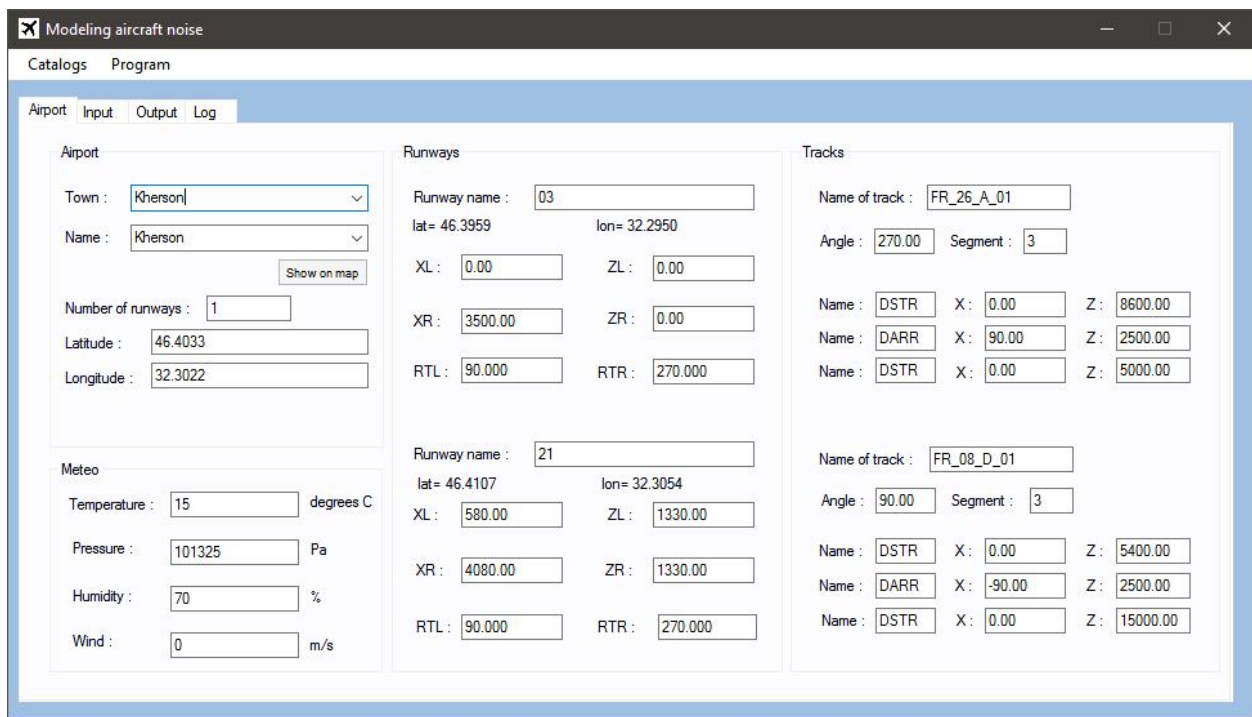 Modeling aircraft noise
Catalogs Program
Airport Input Output Log
Airport
Town : Kherson
Name : Kherson
Show on map
Number of runways : 1
Latitude : 46.4033
Longitude : 32.3022
Meteo
Temperature : 15 degrees C
Pressure : 101325 Pa
Humidity : 70 %
Wind : 0 m/s
Runways
Runway name : 03
lat= 46.3959 lon= 32.2950
XL : 0.00 ZL : 0.00
XR : 3500.00 ZR : 0.00
RTL : 90.000 RTR : 270.000
Runway name : 21
lat= 46.4107 lon= 32.3054
XL : 580.00 ZL : 1330.00
XR : 4080.00 ZR : 1330.00
RTL : 90.000 RTR : 270.000
Tracks
Name of track : FR_26_A_01
Angle : 270.00 Segment : 3
Name : DSTR X : 0.00 Z : 8600.00
Name : DARR X : 90.00 Z : 2500.00
Name : DSTR X : 0.00 Z : 5000.00
Name of track : FR_08_D_01
Angle : 90.00 Segment : 3
Name : DSTR X : 0.00 Z : 5400.00
Name : DARR X : -90.00 Z : 2500.00
Name : DSTR X : 0.00 Z : 15000.00